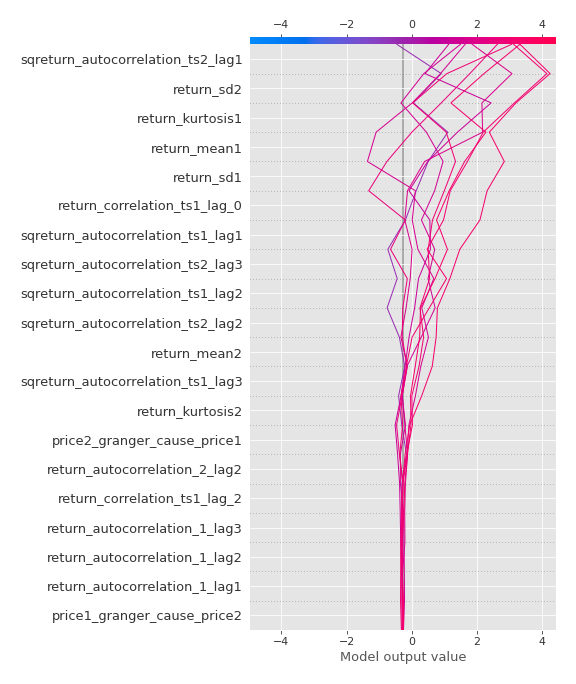 −4 −2 0 2 4
sqreturn_autocorrelation_ts2_lag1
return_sd2
return_kurtosis1
return_mean1
return_sd1
return_correlation_ts1_lag_0
sqreturn_autocorrelation_ts1_lag1
sqreturn_autocorrelation_ts2_lag3
sqreturn_autocorrelation_ts1_lag2
sqreturn_autocorrelation_ts2_lag2
return_mean2
sqreturn_autocorrelation_ts1_lag3
return_kurtosis2
price2_granger_cause_price1
return_autocorrelation_2_lag2
return_correlation_ts1_lag_2
return_autocorrelation_1_lag3
return_autocorrelation_1_lag2
return_autocorrelation_1_lag1
price1_granger_cause_price2
−4 −2 0 2 4
Model output value